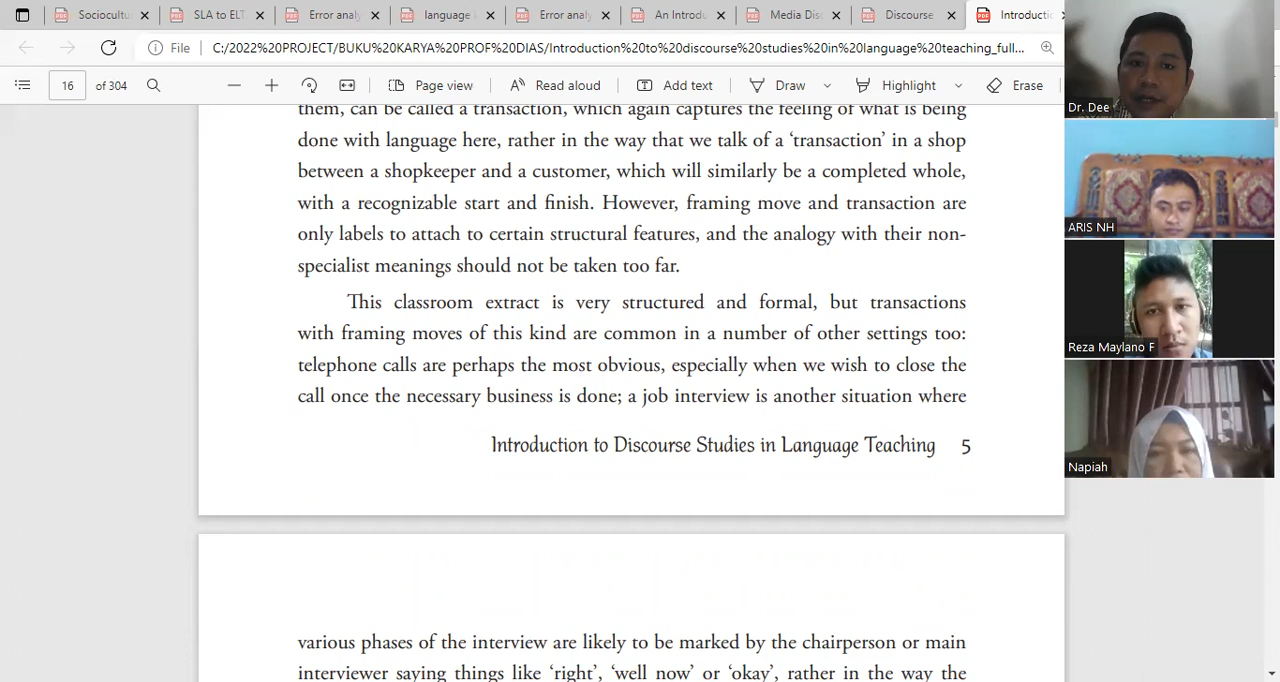 Sociocultu
SLA to ELT
Error analy
language
Error analy
An Introdu
Media Disc
Discourse
Introductio
File
C:/2022%20PROJECT/BUKU%20KARYA%20PROF%20DIAS/Introduction%20to%20discourse%20studies%20in%20language%20teaching_full...
16 of 304
Page view
Read aloud
Add text
Draw
Highlight
Erase
them, can be called a transaction, which again captures the feeling of what is being
done with language here, rather in the way that we talk of a ‘transaction’ in a shop
between a shopkeeper and a customer, which will similarly be a completed whole,
with a recognizable start and finish. However, framing move and transaction are
only labels to attach to certain structural features, and the analogy with their non-
specialist meanings should not be taken too far.
This classroom extract is very structured and formal, but transactions
with framing moves of this kind are common in a number of other settings too:
telephone calls are perhaps the most obvious, especially when we wish to close the
call once the necessary business is done; a job interview is another situation where
Introduction to Discourse Studies in Language Teaching 5
various phases of the interview are likely to be marked by the chairperson or main
interviewer saying things like ‘right’, ‘well now’ or ‘okay’, rather in the way the
Dr. Dee
ARIS NH
Reza Maylano F
Napiah